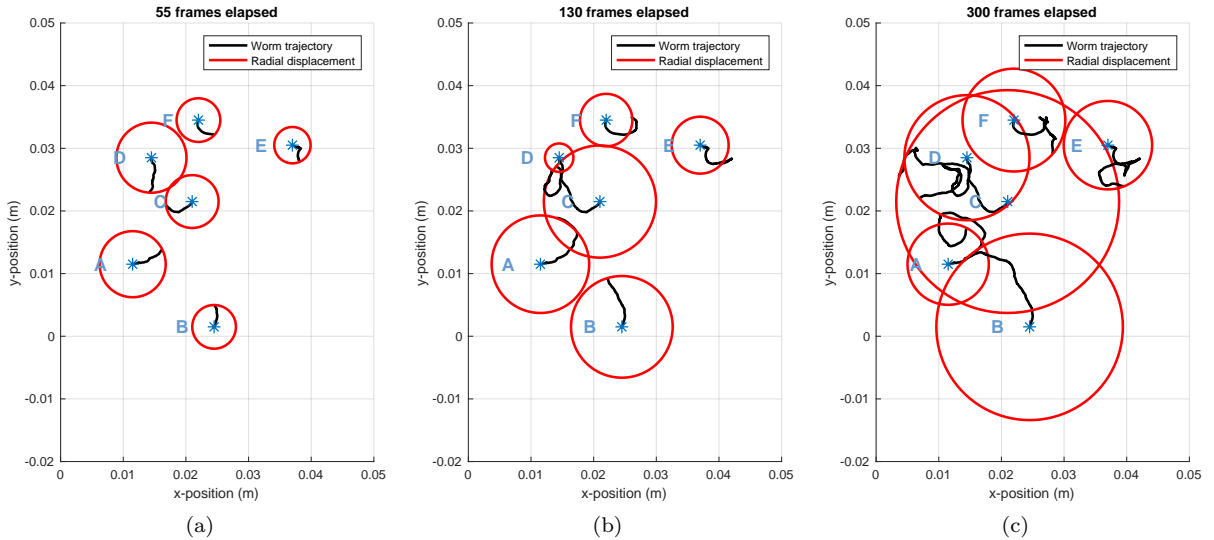 55 frames elapsed
0.05
0.04
0.03
0.02
0.01
0
-0.01
-0.02
y-position (m)
Worm trajectory
Radial displacement
F
E
D
C
A
B
0 0.01 0.02 0.03 0.04 0.05
x-position (m)
(a)
130 frames elapsed
0.05
0.04
0.03
0.02
0.01
0
-0.01
-0.02
y-position (m)
Worm trajectory
Radial displacement
F
E
D
C
A
B
0 0.01 0.02 0.03 0.04 0.05
x-position (m)
(b)
300 frames elapsed
0.05
0.04
0.03
0.02
0.01
0
-0.01
-0.02
y-position (m)
Worm trajectory
Radial displacement
F
E
D
C
A
B
0 0.01 0.02 0.03 0.04 0.05
x-position (m)
(c)